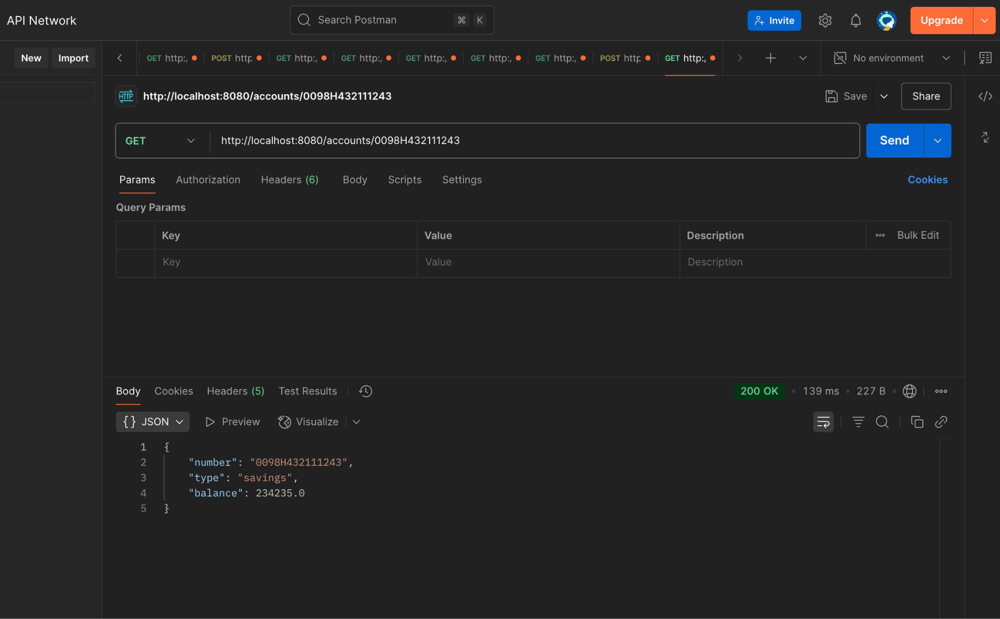 API Network
Search Postman ⌘ K
Invite
Upgrade
New Import
GET http:/ POST http GET http:/ GET http:/ GET http:/ GET http:/ GET http:/ POST http GET http:/
No environment
HTTP http://localhost:8080/accounts/0098H432111243
Save Share
GET http://localhost:8080/accounts/0098H432111243
Send
Params Authorization Headers (6) Body Scripts Settings Cookies
Query Params
Key Value Description Bulk Edit
Key Value Description
Body Cookies Headers (5) Test Results 200 OK • 139 ms • 227 B
{} JSON Preview Visualize
1 {
2 "number": "0098H432111243",
3 "type": "savings",
4 "balance": 234235.0
5 }